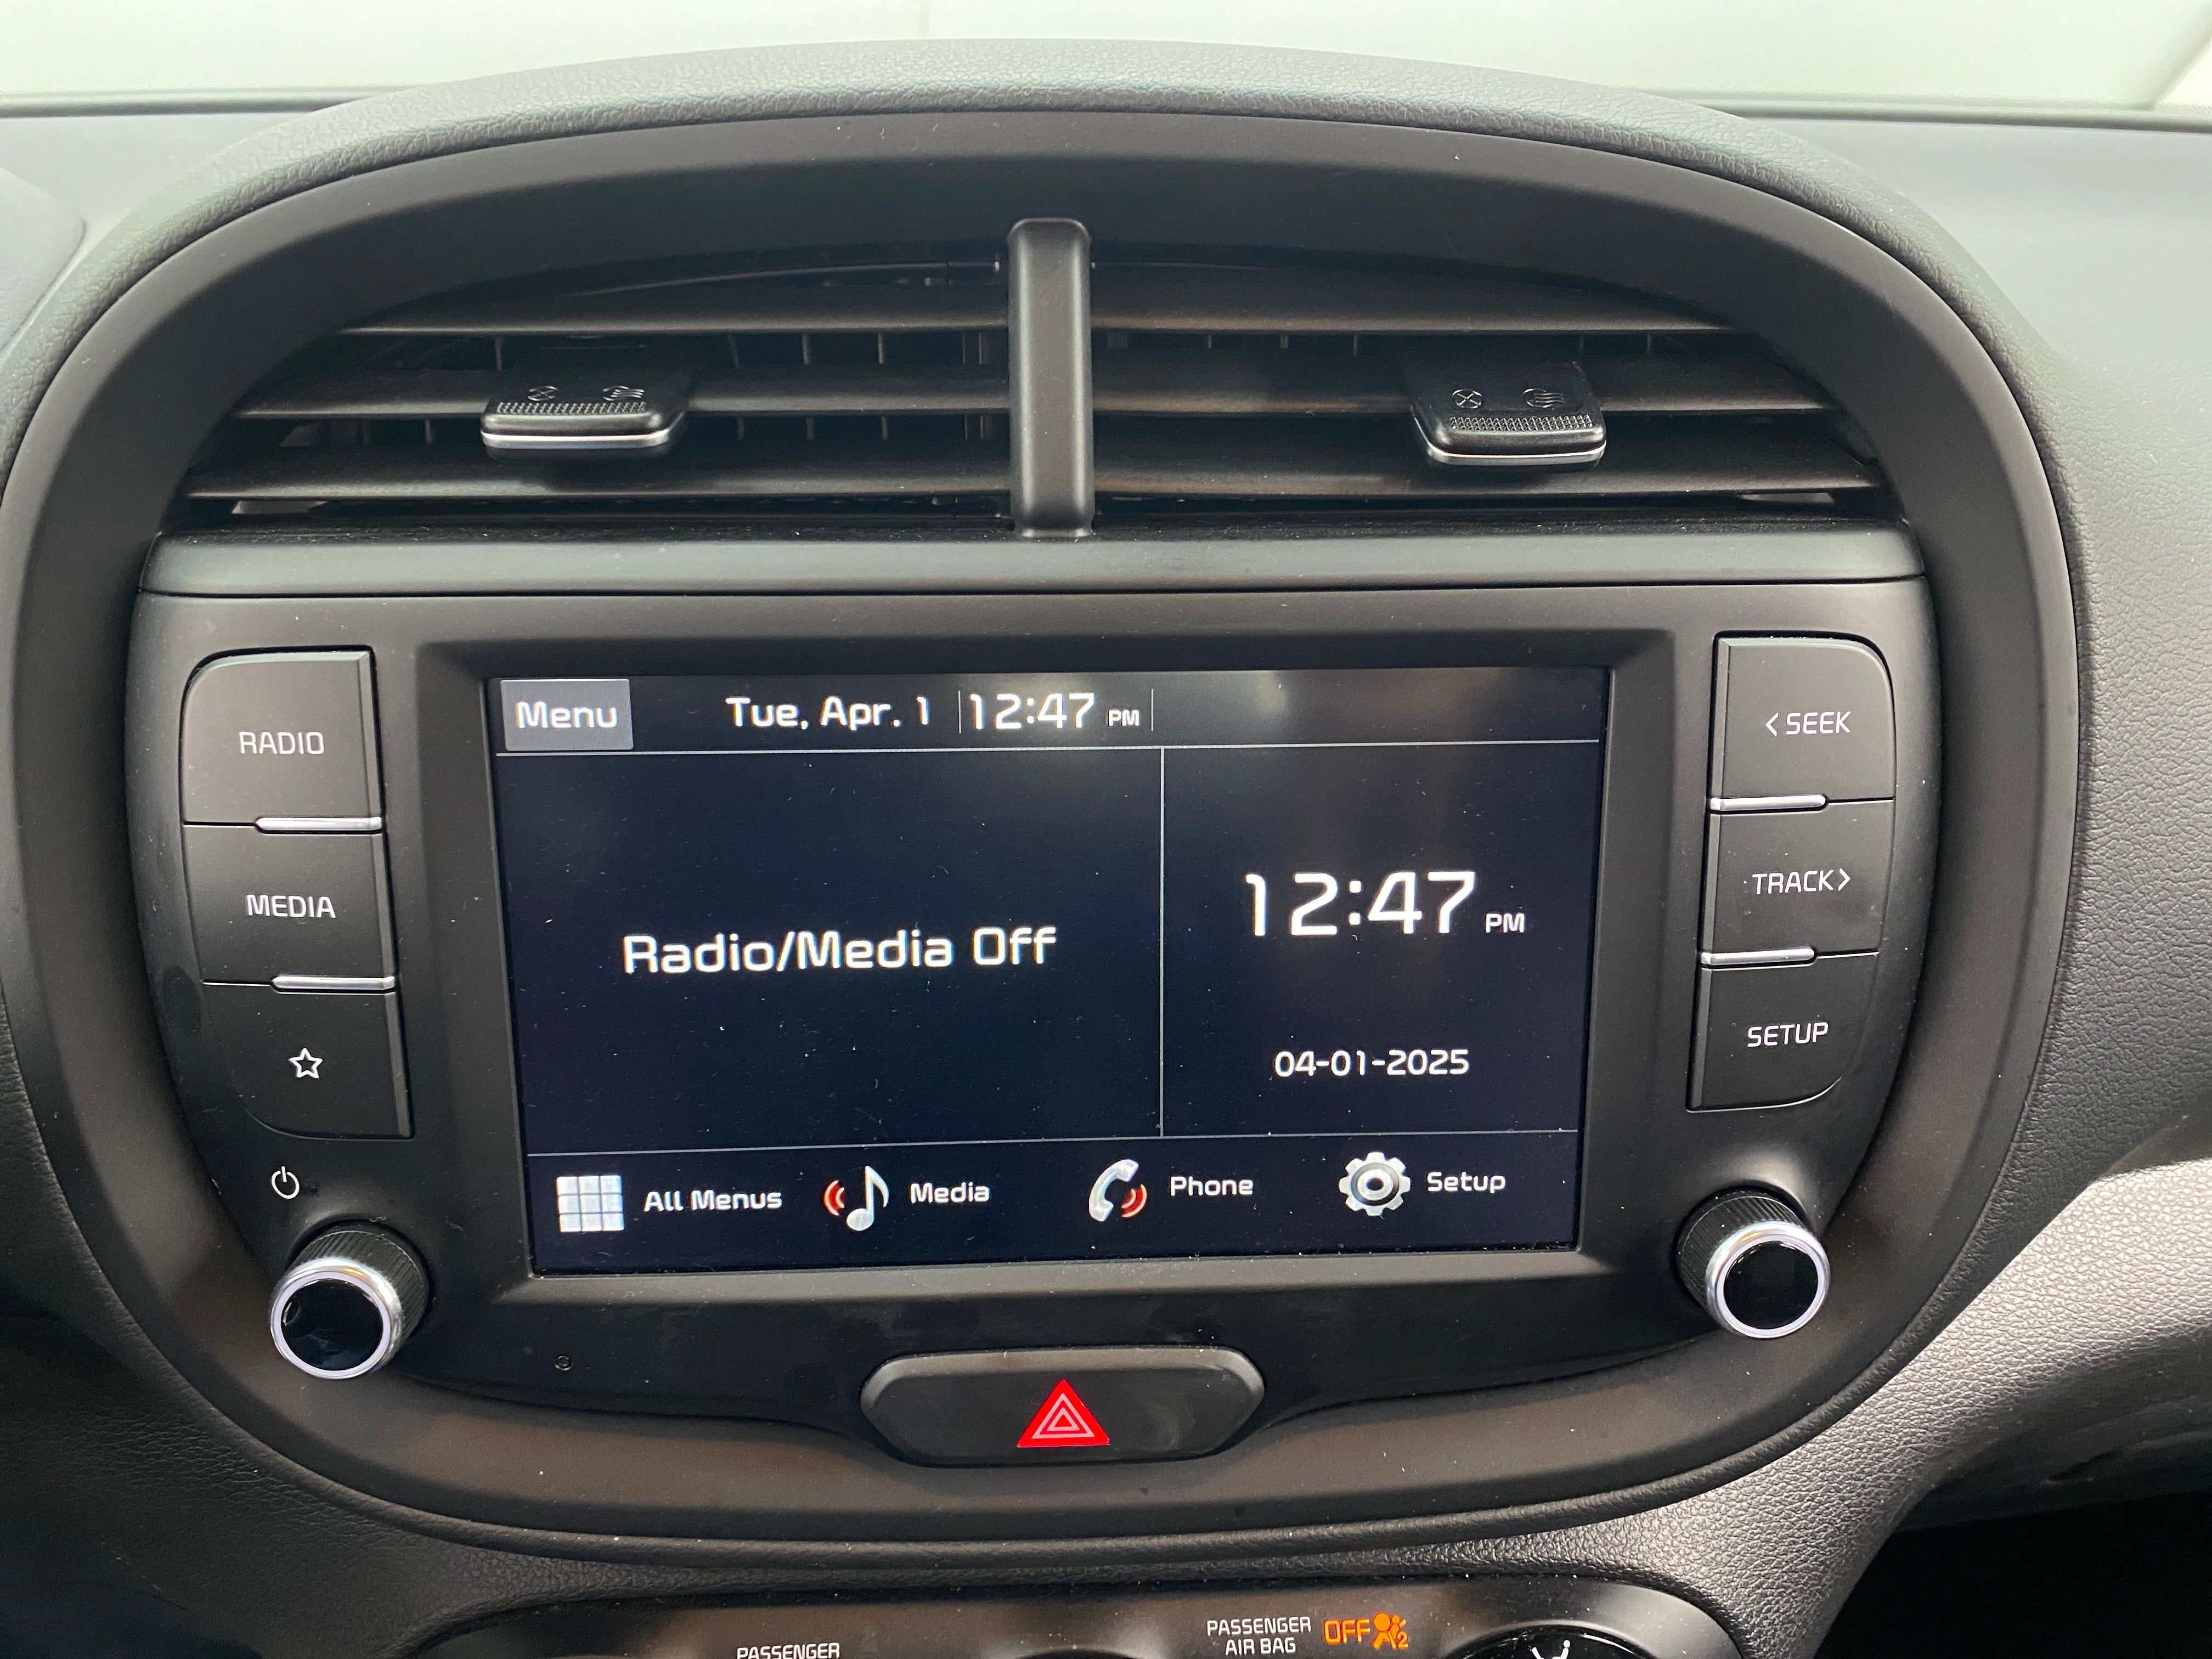 Menu Tue, Apr. 1 12:47 PM
RADIO
MEDIA
< SEEK
TRACK >
SETUP
Radio/Media Off
12:47 PM
04-01-2025
All Menus Media Phone Setup
PASSENGER
PASSENGER
AIR BAG
OFF
2